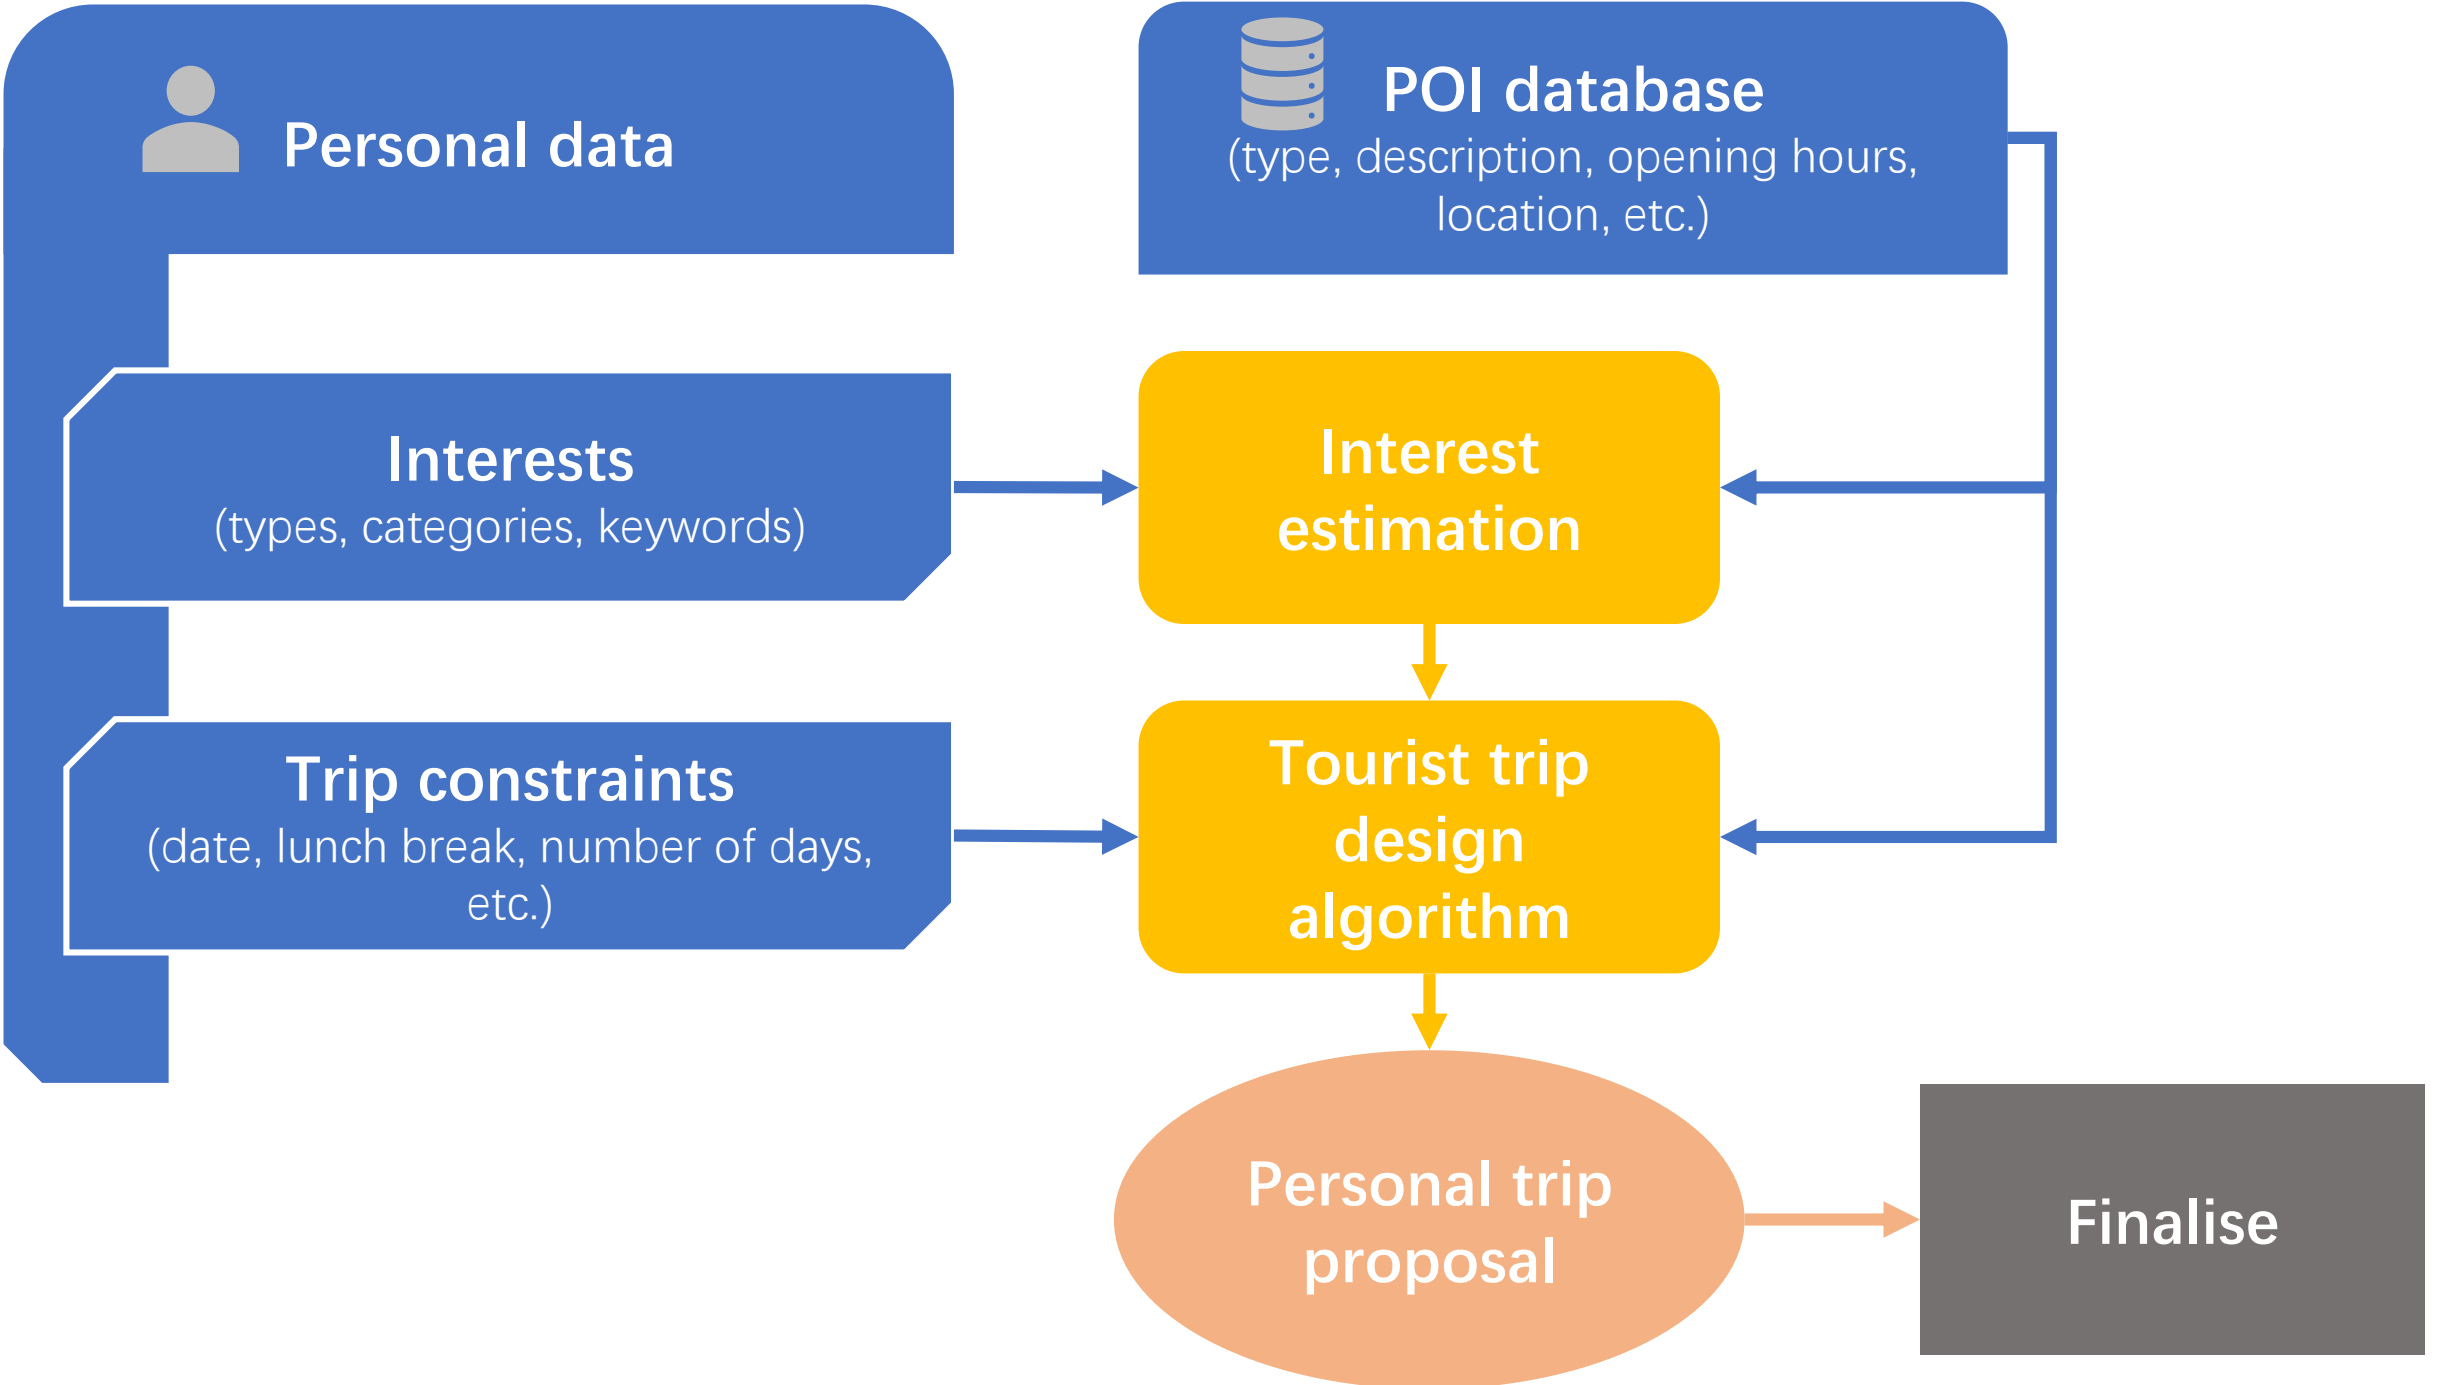 Personal data
POI database
(type, description, opening hours,
location, etc.)
Interests
(types, categories, keywords)
Interest
estimation
Trip constraints
(date, lunch break, number of days,
etc.)
Tourist trip
design
algorithm
Personal trip
proposal
Finalise